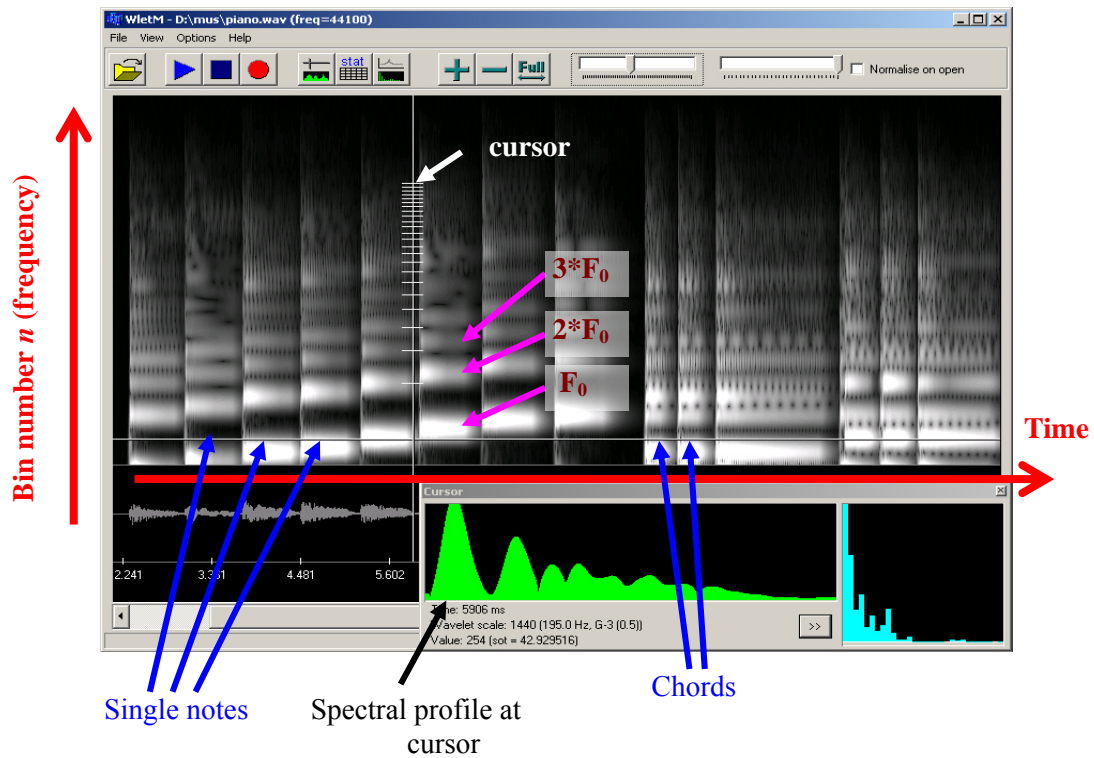 WletM - D:\mus\piano.wav (freq=44100)
File View Options Help
stat
Full
Normalise on open
cursor
3*F₀
2*F₀
F₀
Bin number n (frequency)
Time
Cursor
2.241 3.361 4.481 5.602
Time: 5906 ms
Wavelet scale: 1440 (195.0 Hz, G-3 (0.5))
Value: 254 (sot = 42.929516)
>>
Single notes
Spectral profile at
cursor
Chords